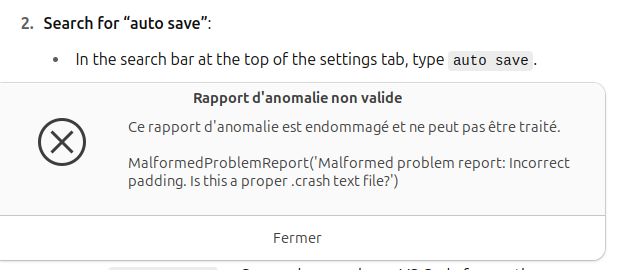 2. Search for “auto save”:
• In the search bar at the top of the settings tab, type auto save.
Rapport d'anomalie non valide
Ce rapport d'anomalie est endommagé et ne peut pas être traité.
MalformedProblemReport('Malformed problem report: Incorrect
padding. Is this a proper .crash text file?')
Fermer